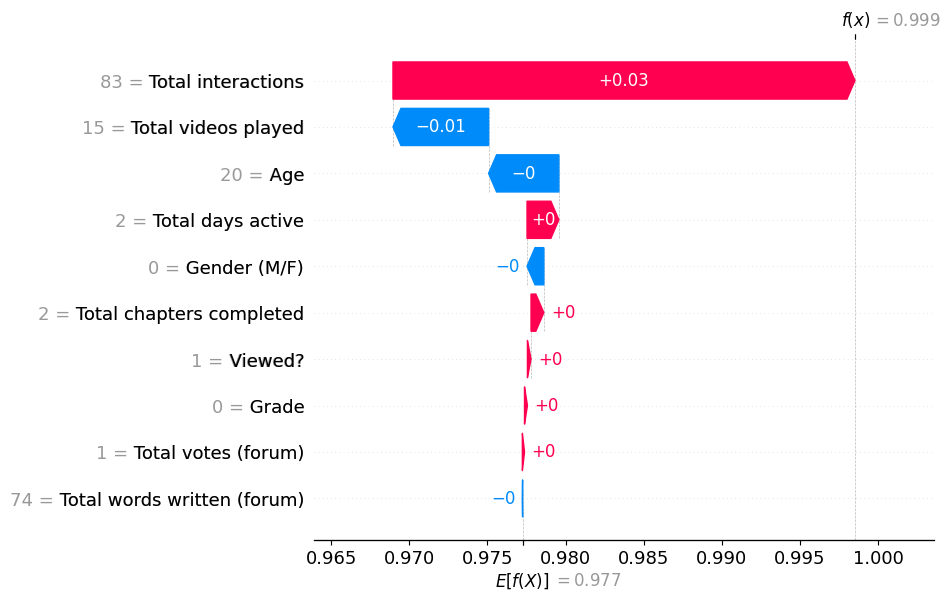 f(x) = 0.999
83 = Total interactions
+0.03
15 = Total videos played
−0.01
20 = Age
−0
2 = Total days active
+0
0 = Gender (M/F)
−0
2 = Total chapters completed
+0
1 = Viewed?
+0
0 = Grade
+0
1 = Total votes (forum)
+0
74 = Total words written (forum)
−0
0.965 0.970 0.975 0.980 0.985 0.990 0.995 1.000
E[f(X)] = 0.977